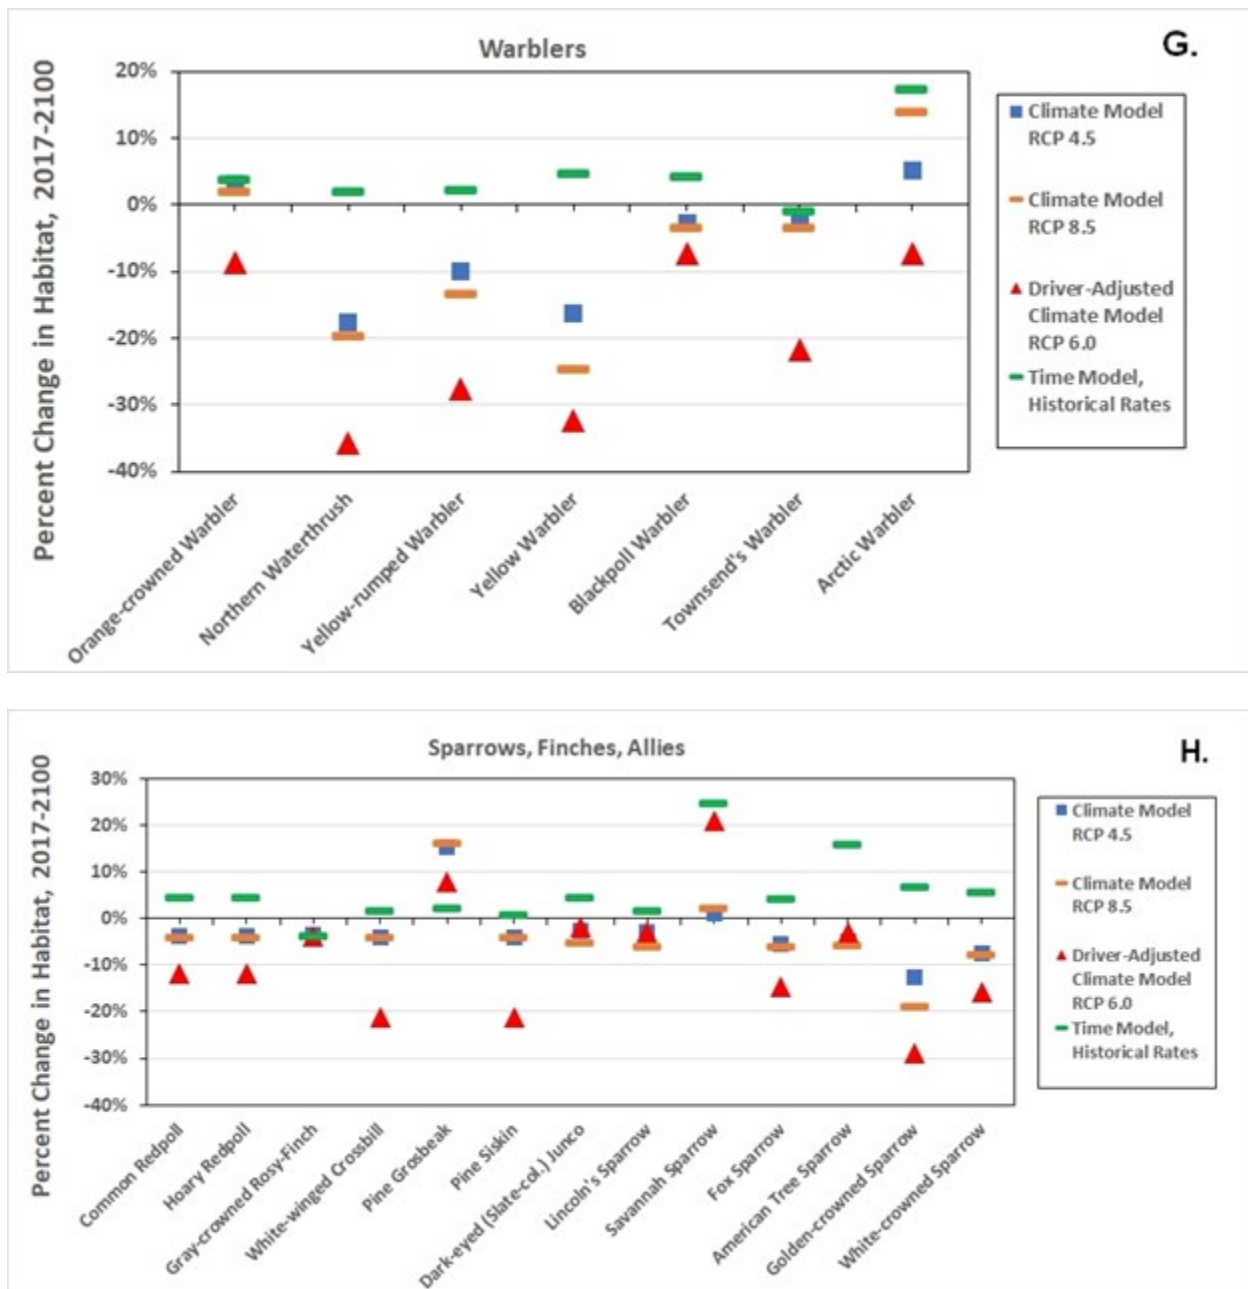 Warblers
G.
Percent Change in Habitat, 2017-2100
20%
10%
0%
-10%
-20%
-30%
-40%
Orange-crowned Warbler
Northern Waterthrush
Yellow-rumped Warbler
Yellow Warbler
Blackpoll Warbler
Townsend's Warbler
Arctic Warbler
Climate Model
RCP 4.5
Climate Model
RCP 8.5
Driver-Adjusted
Climate Model
RCP 6.0
Time Model,
Historical Rates
Sparrows, Finches, Allies
H.
Percent Change in Habitat, 2017-2100
30%
20%
10%
0%
-10%
-20%
-30%
-40%
Common Redpoll
Hoary Redpoll
Gray-crowned Rosy-Finch
White-winged Crossbill
Pine Grosbeak
Pine Siskin
Dark-eyed (Slate-col.) Junco
Lincoln's Sparrow
Savannah Sparrow
Fox Sparrow
American Tree Sparrow
Golden-crowned Sparrow
White-crowned Sparrow
Climate Model
RCP 4.5
Climate Model
RCP 8.5
Driver-Adjusted
Climate Model
RCP 6.0
Time Model,
Historical Rates